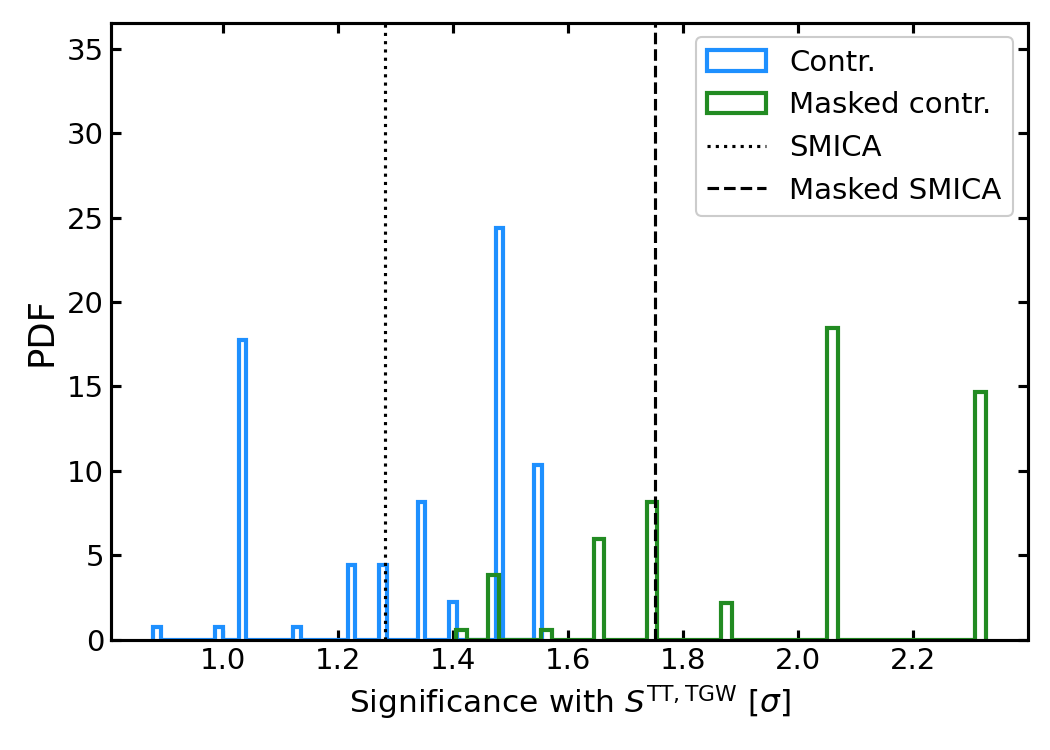 PDF
35
30
25
20
15
10
5
0
1.0 1.2 1.4 1.6 1.8 2.0 2.2
Significance with S^TT,TGW [σ]
Contr.
Masked contr.
SMICA
Masked SMICA